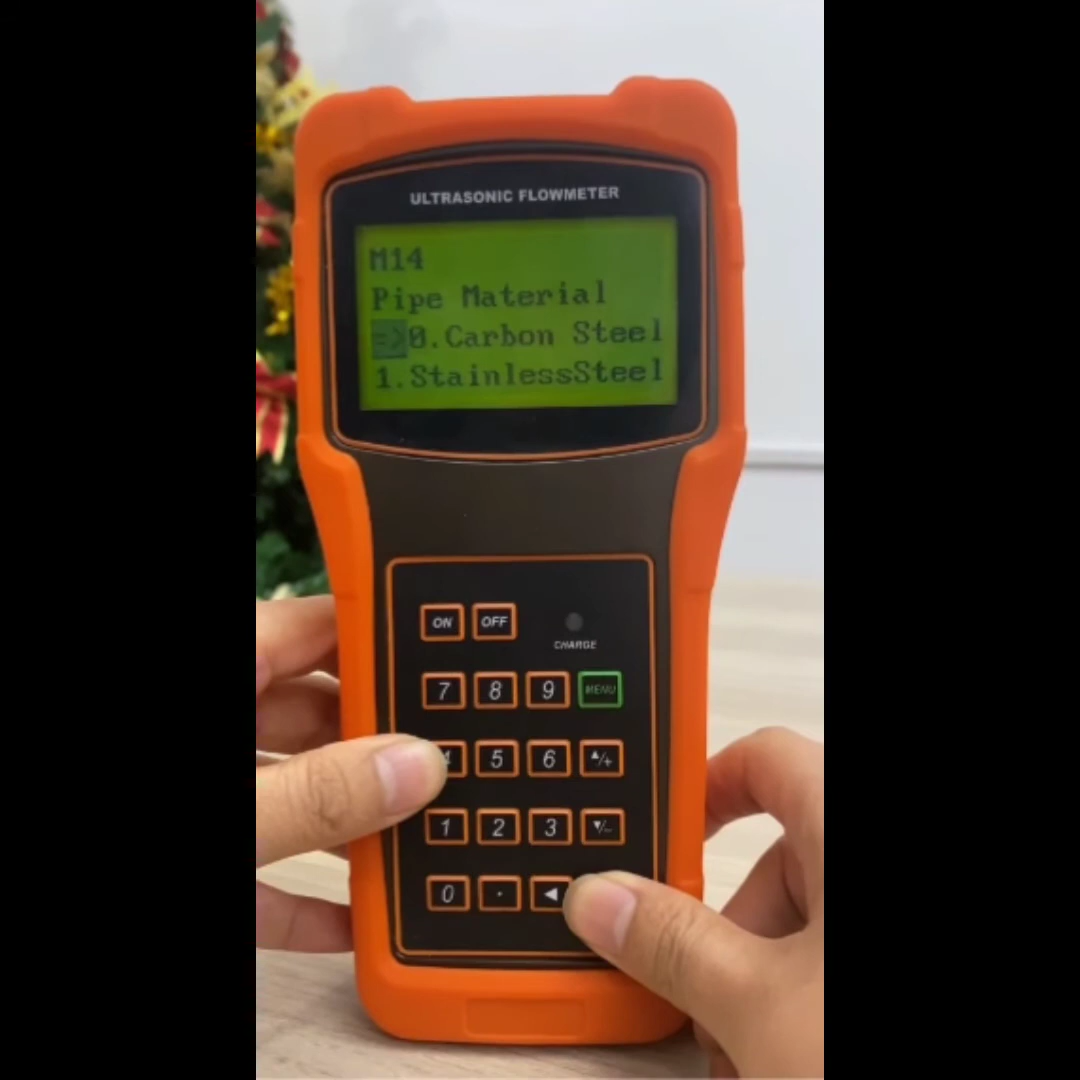 ULTRASONIC FLOWMETER
M14
Pipe Material
=>0.Carbon Steel
1.StainlessSteel
ON OFF
CHARGE
7 8 9 MENU
4 5 6 ▲/+
1 2 3 ▼/-
0 . ◄